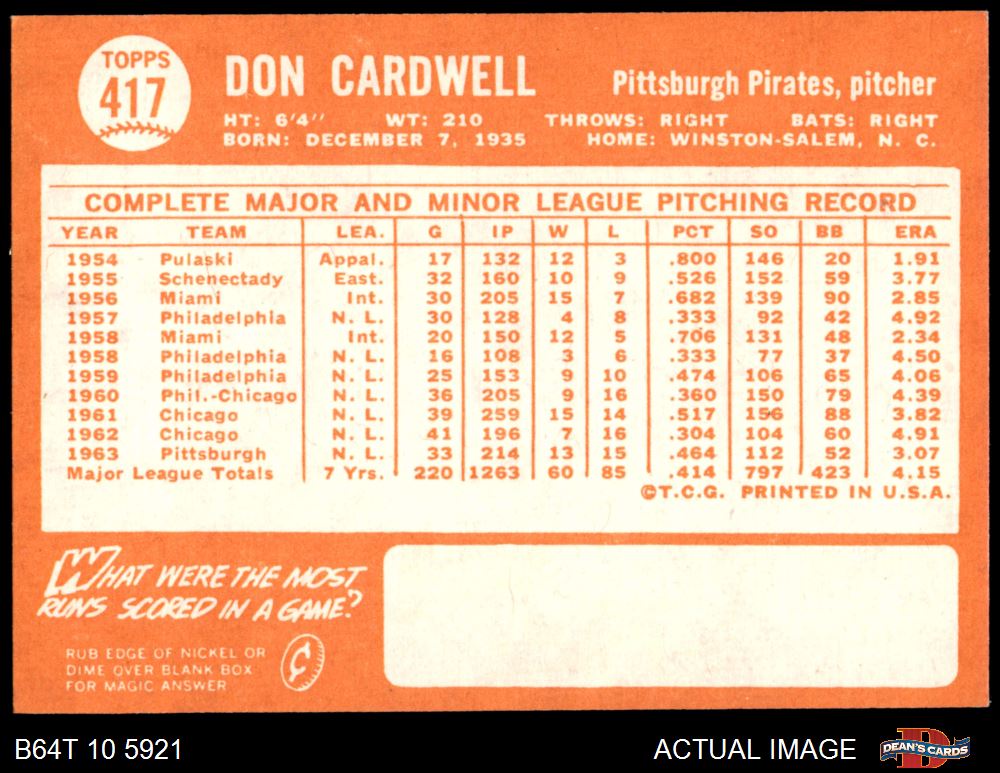 TOPPS
417
DON CARDWELL
Pittsburgh Pirates, pitcher
HT: 6'4'' WT: 210 THROWS: RIGHT BATS: RIGHT
BORN: DECEMBER 7, 1935 HOME: WINSTON-SALEM, N. C.
COMPLETE MAJOR AND MINOR LEAGUE PITCHING RECORD
YEAR TEAM LEA. G IP W L PCT SO BB ERA
1954 Pulaski Appal. 17 132 12 3 .800 146 20 1.91
1955 Schenectady East. 32 160 10 9 .526 152 59 3.77
1956 Miami Int. 30 205 15 7 .682 139 90 2.85
1957 Philadelphia N. L. 30 128 4 8 .333 92 42 4.92
1958 Miami Int. 20 150 12 5 .706 131 48 2.34
1958 Philadelphia N. L. 16 108 3 6 .333 77 37 4.50
1959 Philadelphia N. L. 25 153 9 10 .474 106 65 4.06
1960 Phil.-Chicago N. L. 36 205 9 16 .360 150 79 4.39
1961 Chicago N. L. 39 259 15 14 .517 156 88 3.82
1962 Chicago N. L. 41 196 7 16 .304 104 60 4.91
1963 Pittsburgh N. L. 33 214 13 15 .464 112 52 3.07
Major League Totals 7 Yrs. 220 1263 60 85 .414 797 423 4.15
©T.C.G. PRINTED IN U.S.A.
WHAT WERE THE MOST
RUNS SCORED IN A GAME?
RUB EDGE OF NICKEL OR
DIME OVER BLANK BOX
FOR MAGIC ANSWER
B64T 10 5921 ACTUAL IMAGE DEAN'S CARDS